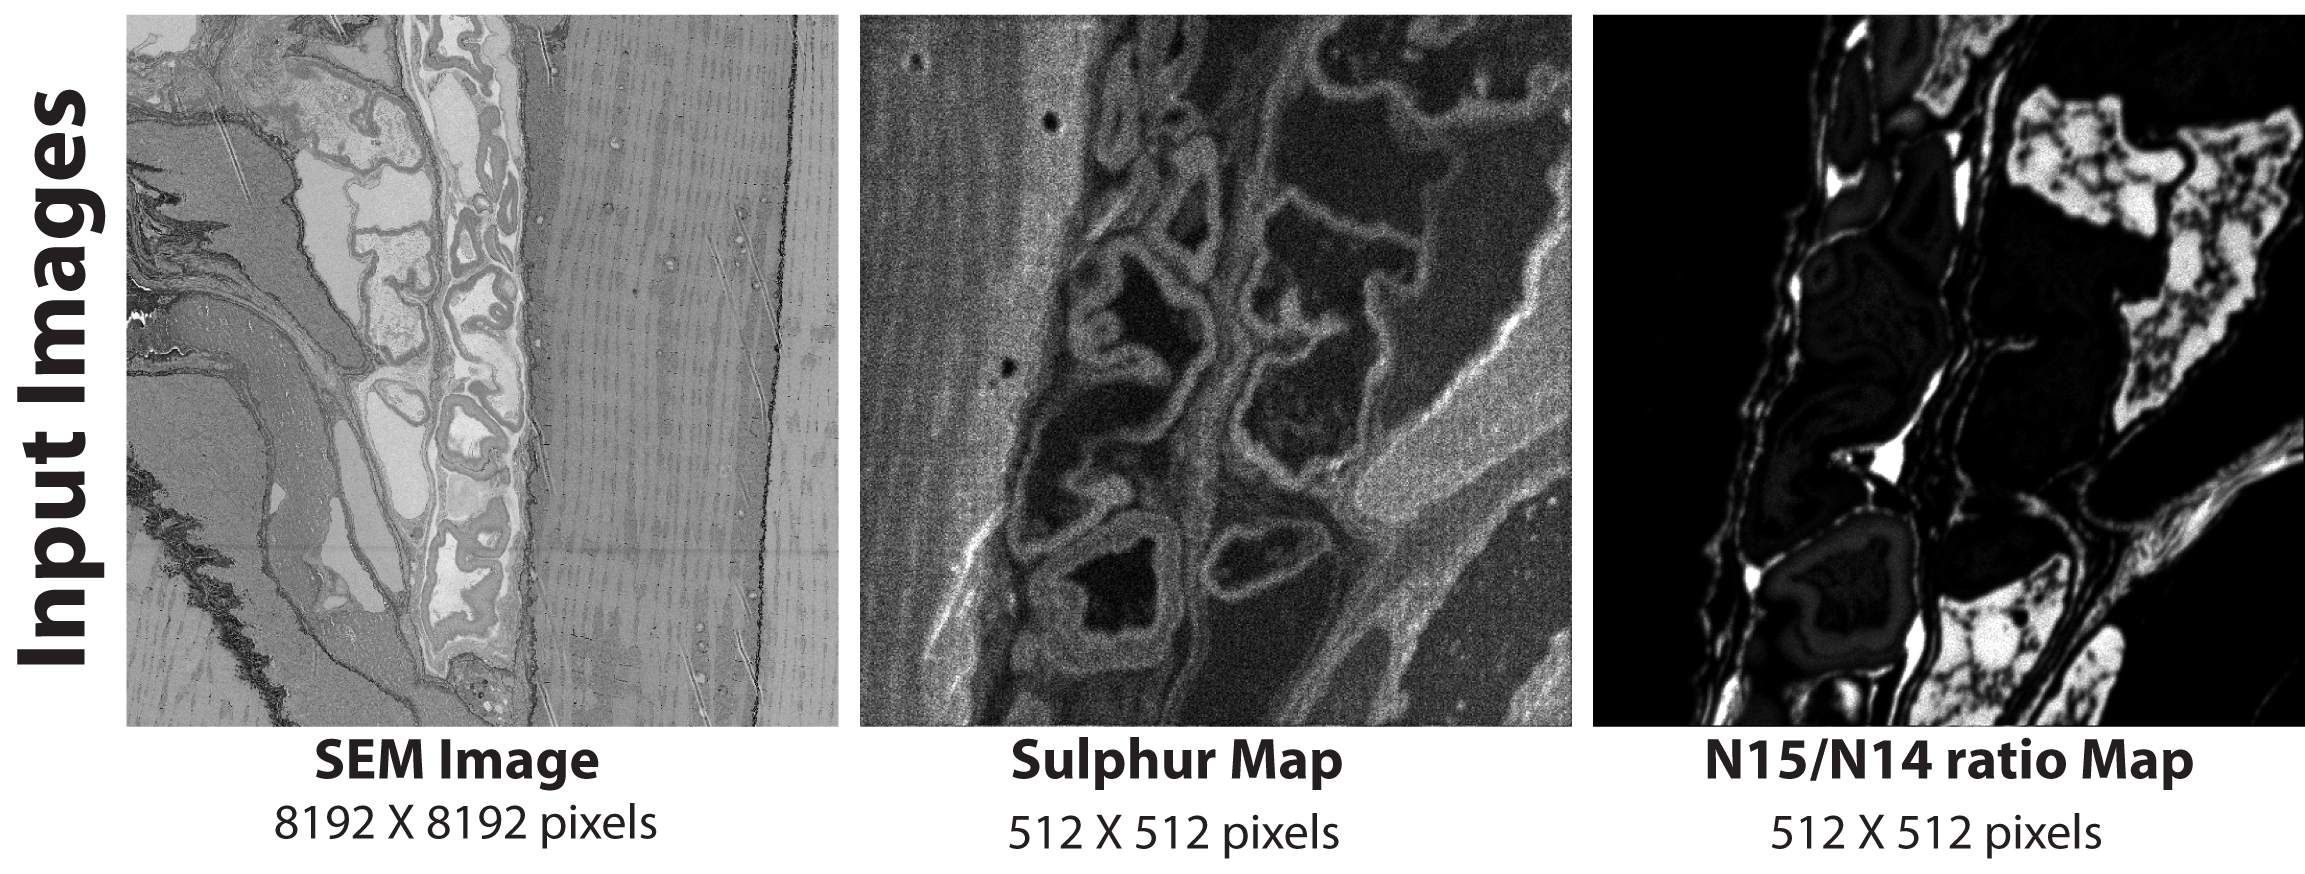 Input Images
SEM Image
8192 X 8192 pixels
Sulphur Map
512 X 512 pixels
N15/N14 ratio Map
512 X 512 pixels